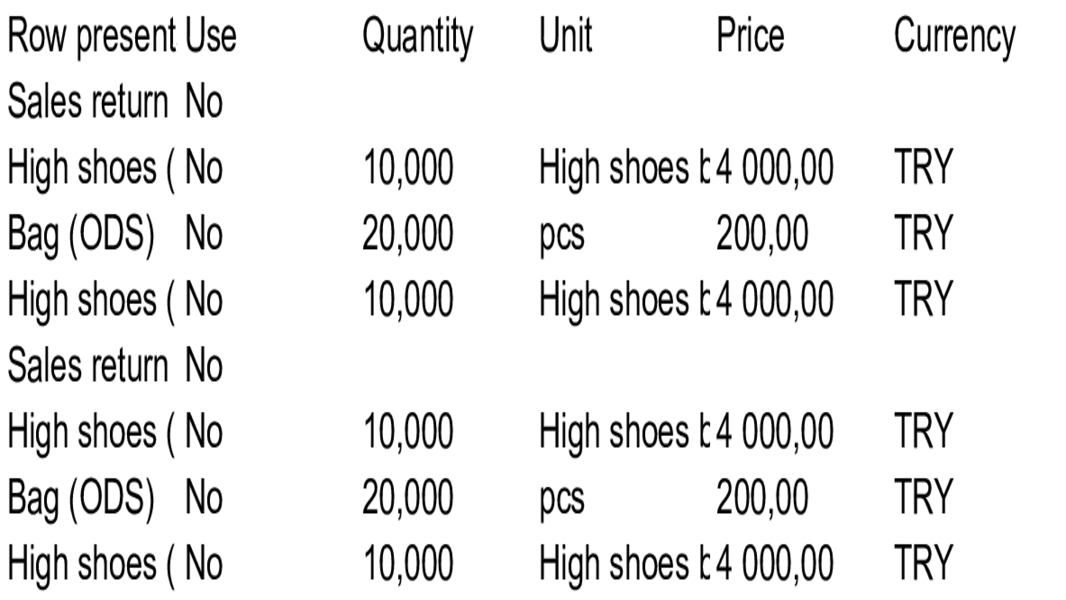 Row present Use Quantity Unit Price Currency
Sales return No
High shoes ( No 10,000 High shoes b 4 000,00 TRY
Bag (ODS) No 20,000 pcs 200,00 TRY
High shoes ( No 10,000 High shoes b 4 000,00 TRY
Sales return No
High shoes ( No 10,000 High shoes b 4 000,00 TRY
Bag (ODS) No 20,000 pcs 200,00 TRY
High shoes ( No 10,000 High shoes b 4 000,00 TRY